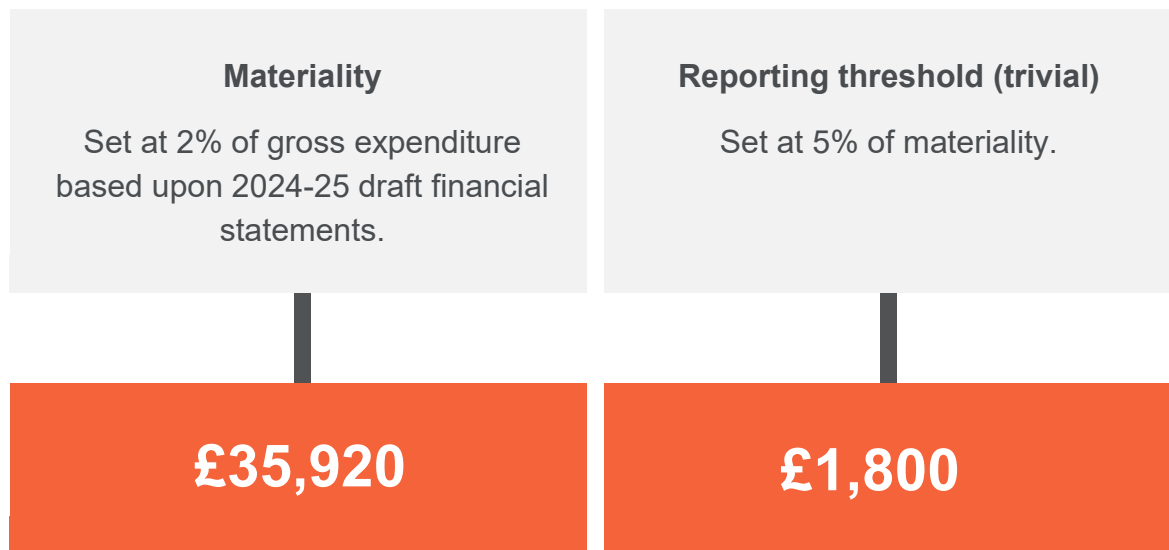 Materiality
Set at 2% of gross expenditure
based upon 2024-25 draft financial
statements.
£35,920
Reporting threshold (trivial)
Set at 5% of materiality.
£1,800